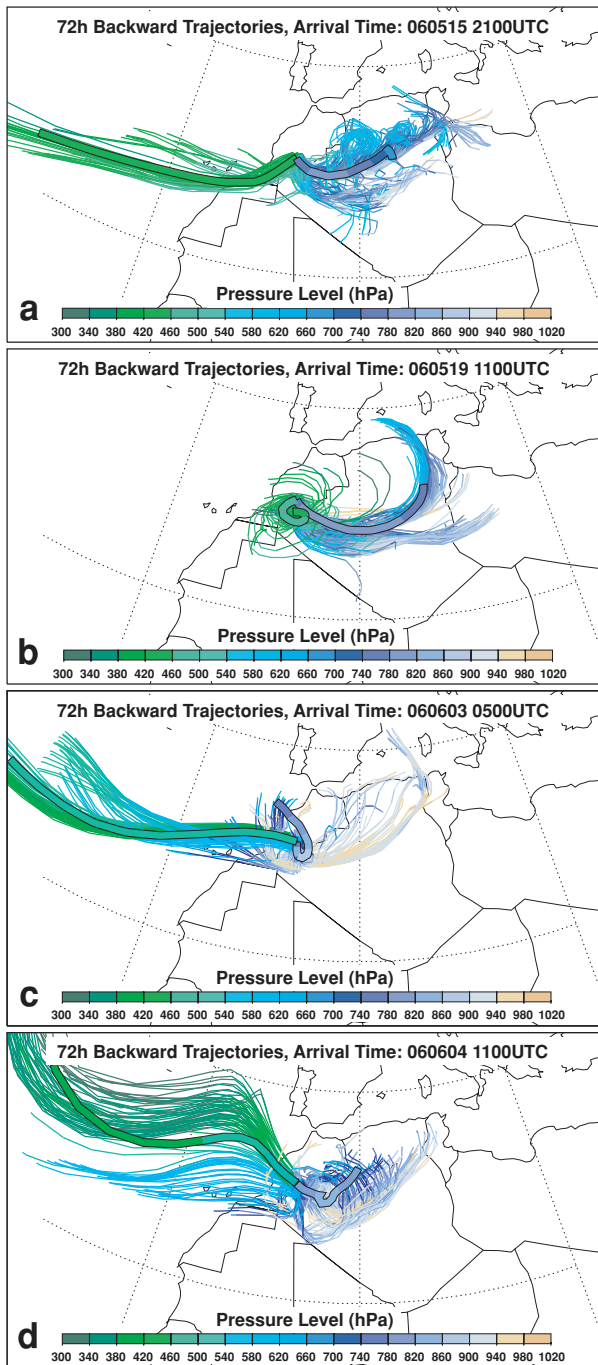 72h Backward Trajectories, Arrival Time: 060515 2100UTC
Pressure Level (hPa)
a
300 340 380 420 460 500 540 580 620 660 700 740 780 820 860 900 940 980 1020
72h Backward Trajectories, Arrival Time: 060519 1100UTC
Pressure Level (hPa)
b
300 340 380 420 460 500 540 580 620 660 700 740 780 820 860 900 940 980 1020
72h Backward Trajectories, Arrival Time: 060603 0500UTC
Pressure Level (hPa)
c
300 340 380 420 460 500 540 580 620 660 700 740 780 820 860 900 940 980 1020
72h Backward Trajectories, Arrival Time: 060604 1100UTC
Pressure Level (hPa)
d
300 340 380 420 460 500 540 580 620 660 700 740 780 820 860 900 940 980 1020